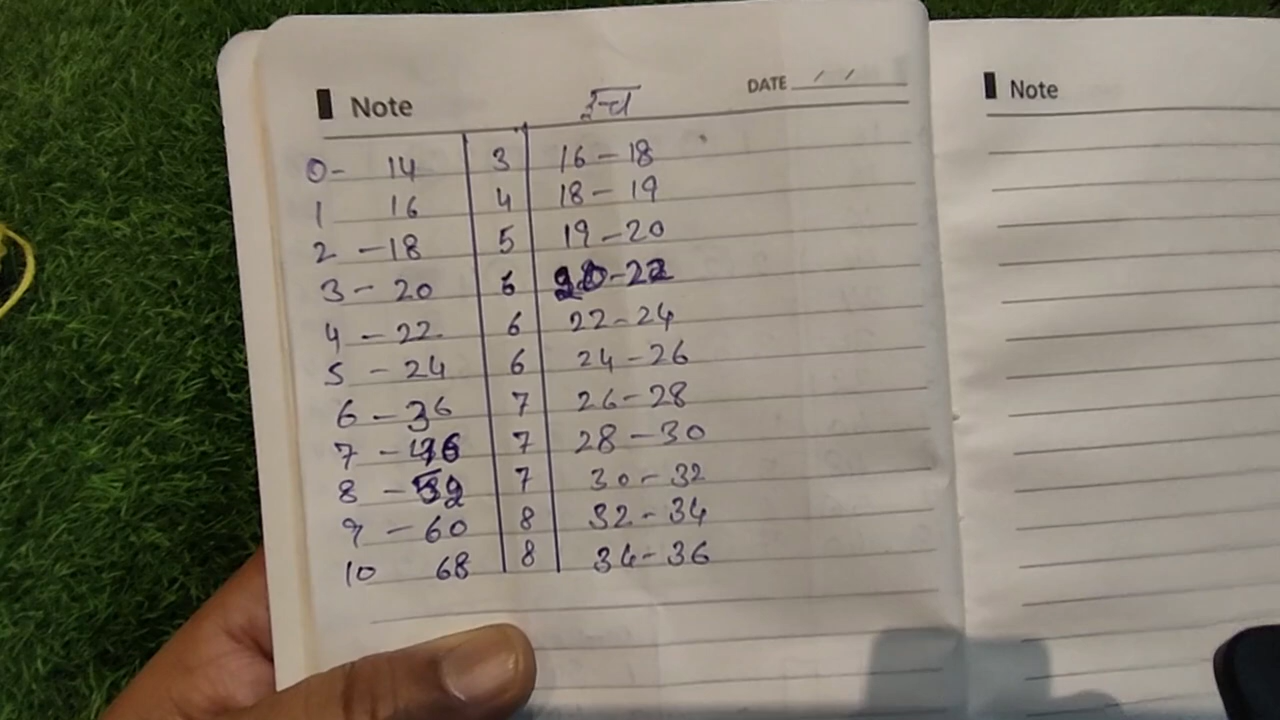 Note DATE / /
0- 14 3 16-18
1 16 4 18-19
2 -18 5 19-20
3 - 20 6 20-22
4 - 22 6 22-24
5 - 24 6 24-26
6 - 36 7 26-28
7 - 7 28-30
8 - 7 30-32
9 - 60 8 32-34
10 68 8 34-36
Note